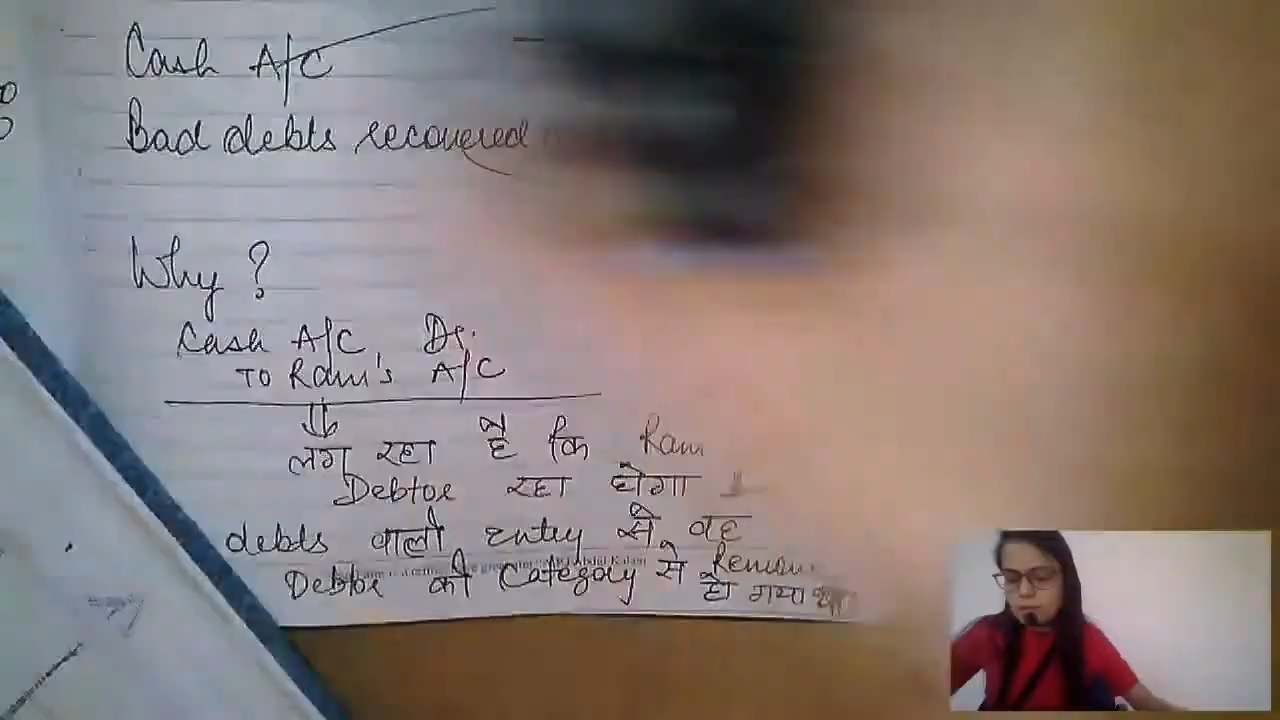 Cash A/C
Bad debts recovered
Why ?
Cash A/C Dr.
To Ram's A/C
लग रहा है कि Ram
Debtor रहा होगा
debts वाली entry से वह
Debtor की Category से
हो गया था